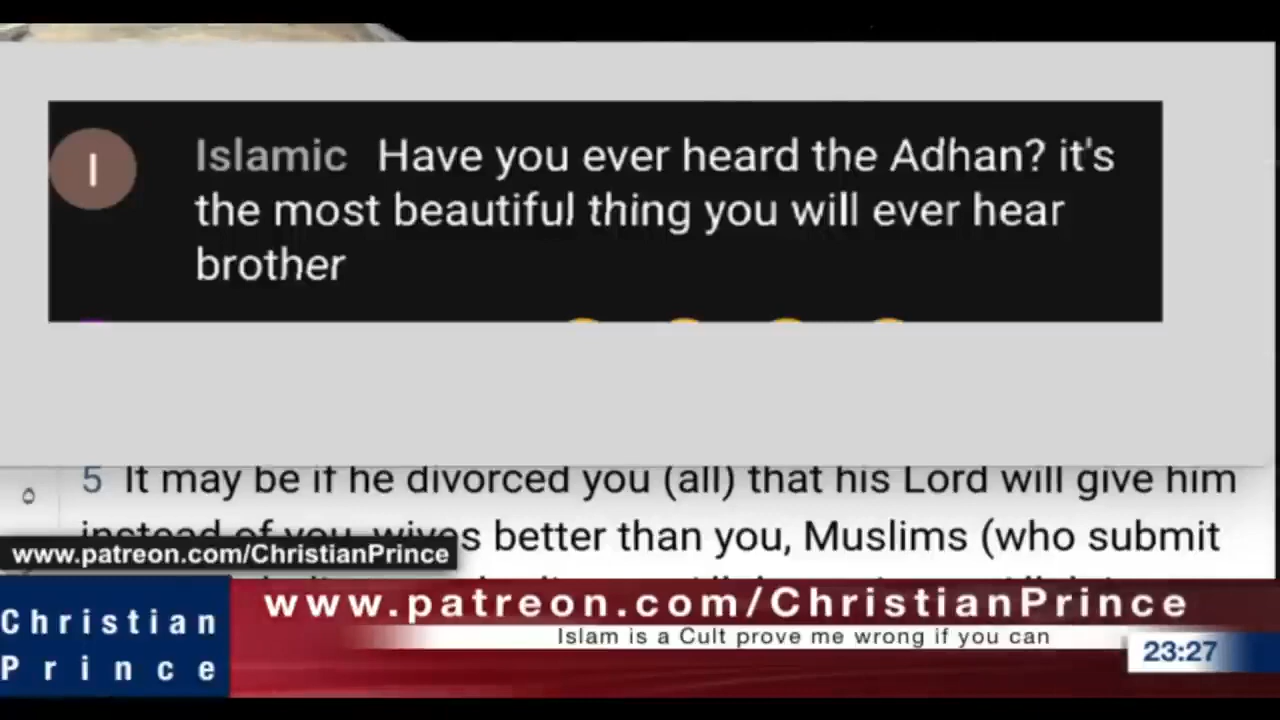 I
Islamic Have you ever heard the Adhan? it's
the most beautiful thing you will ever hear
brother
5 It may be if he divorced you (all) that his Lord will give him
instead of you, wives better than you, Muslims (who submit
www.patreon.com/ChristianPrince
www.patreon.com/ChristianPrince
Islam is a Cult prove me wrong if you can
Christian
Prince
23:27